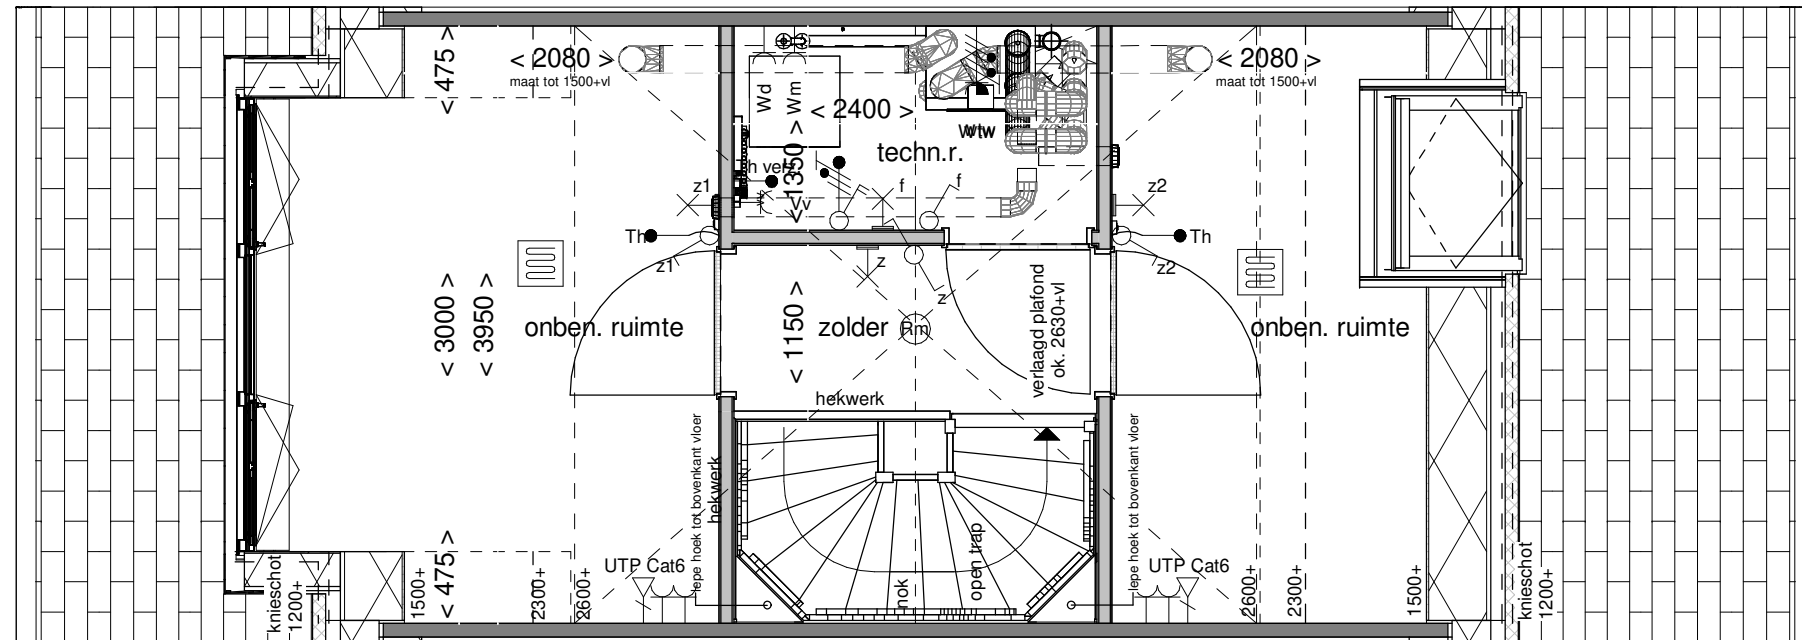 < 475 >
< 2080 >
maat tot 1500+vl
Wd
Wm
< 2400 >
< 1350 >
Wtw
techn.r.
< 2080 >
maat tot 1500+vl
z1
Vv
f
f
z2
Th
z1
z
z
Th
z2
< 3000 >
< 3950 >
onben. ruimte
< 1150 >
zolder
Rm
verlaagd plafond
ok. 2630+vl
onben. ruimte
hekwerk
hekwerk
iepe hoek tot bovenkant vloer
iepe hoek tot bovenkant vloer
nok
open trap
UTP Cat6
UTP Cat6
knieschot
1200+
1500+
< 475 >
2300+
2600+
2600+
2300+
1500+
knieschot
1200+